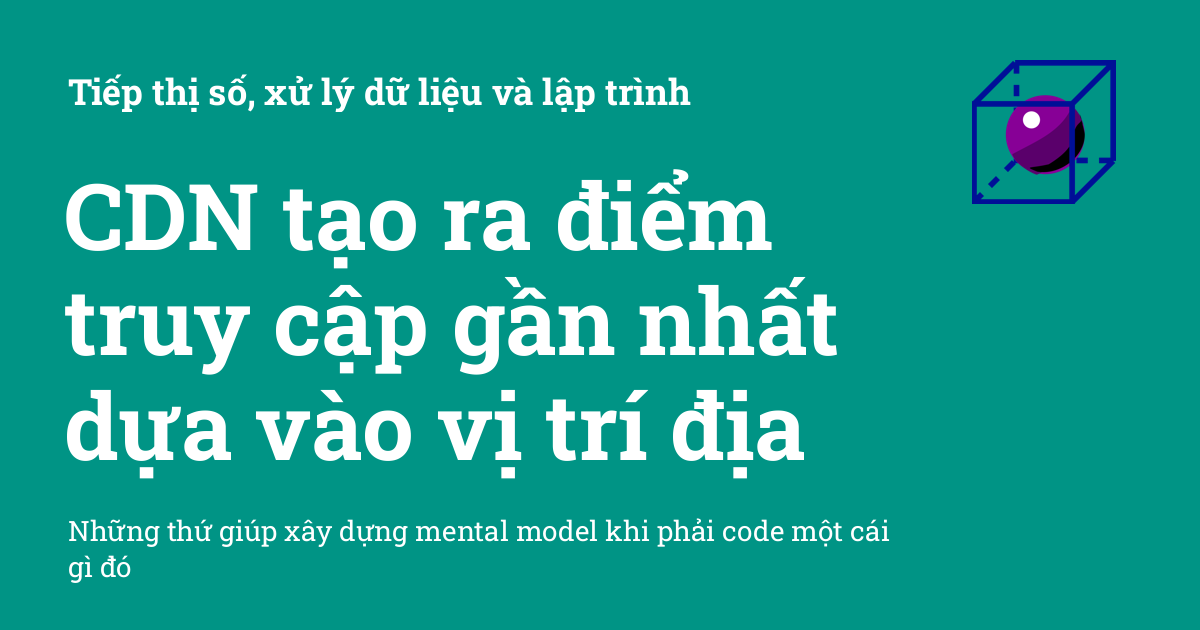 Tiếp thị số, xử lý dữ liệu và lập trình
CDN tạo ra điểm
truy cập gần nhất
dựa vào vị trí địa
Những thứ giúp xây dựng mental model khi phải code một cái
gì đó